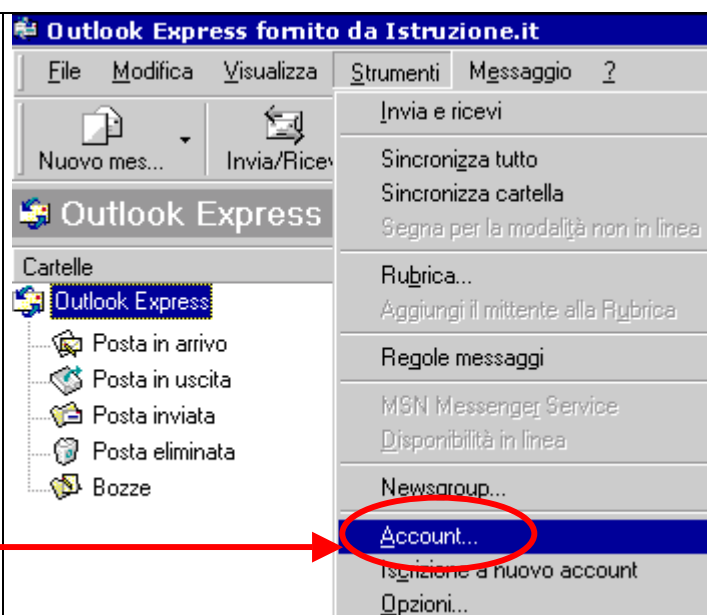 Outlook Express fornito da Istruzione.it
File Modifica Visualizza Strumenti Messaggio ?
Nuovo mes... Invia/Ricev
Outlook Express
Cartelle
Outlook Express
Posta in arrivo
Posta in uscita
Posta inviata
Posta eliminata
Bozze
Invia e ricevi
Sincronizza tutto
Sincronizza cartella
Segna per la modalità non in linea
Rubrica...
Aggiungi il mittente alla Rubrica
Regole messaggi
MSN Messenger Service
Disponibilità in linea
Newsgroup...
Account...
Iscrizione a nuovo account
Opzioni...